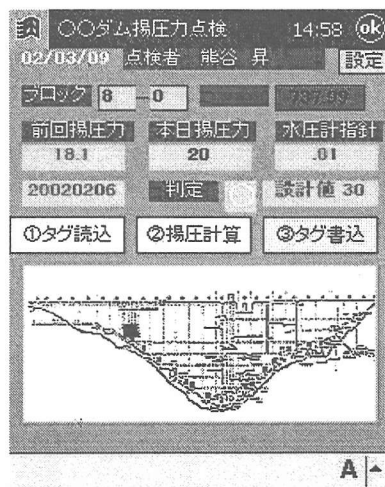 ○○ダム揚圧力点検 14:58 ok
02/03/09 点検者 熊谷 昇 設定
ブロック 8 -0
前回揚圧力 本日揚圧力 水圧計指針
18.1 20 .01
20020206 判定 設計値 30
①タグ読込 ②揚圧計算 ③タグ書込
A